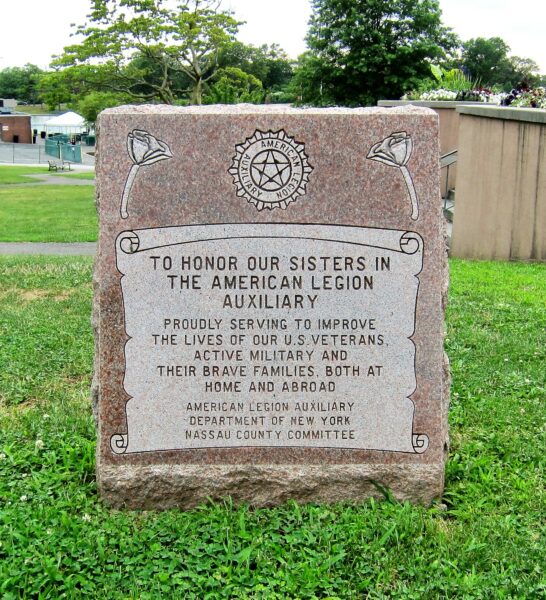 AMERICAN LEGION
AUXILIARY
TO HONOR OUR SISTERS IN
THE AMERICAN LEGION
AUXILIARY
PROUDLY SERVING TO IMPROVE
THE LIVES OF OUR U.S. VETERANS,
ACTIVE MILITARY AND
THEIR BRAVE FAMILIES, BOTH AT
HOME AND ABROAD
AMERICAN LEGION AUXILIARY
DEPARTMENT OF NEW YORK
NASSAU COUNTY COMMITTEE